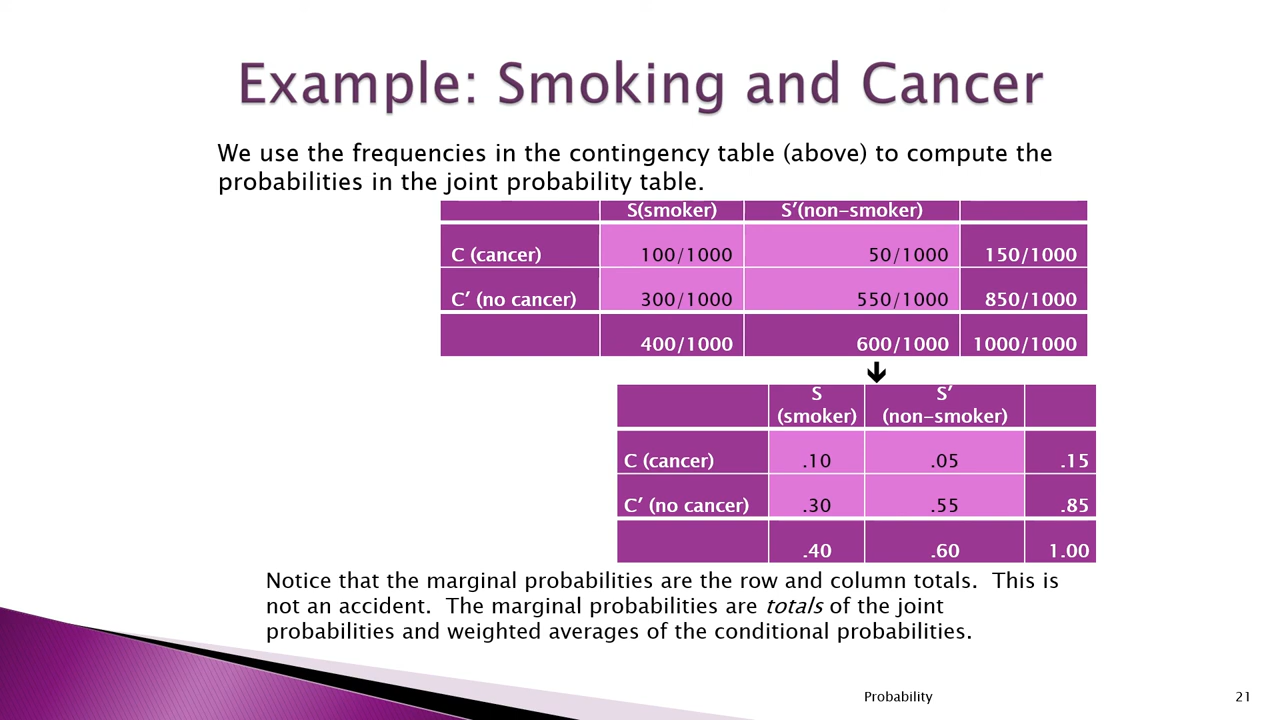 Example: Smoking and Cancer
We use the frequencies in the contingency table (above) to compute the
probabilities in the joint probability table.
S(smoker) S’(non-smoker)
C (cancer) 100/1000 50/1000 150/1000
C’ (no cancer) 300/1000 550/1000 850/1000
400/1000 600/1000 1000/1000
S S’
(smoker) (non-smoker)
C (cancer) .10 .05 .15
C’ (no cancer) .30 .55 .85
.40 .60 1.00
Notice that the marginal probabilities are the row and column totals. This is
not an accident. The marginal probabilities are totals of the joint
probabilities and weighted averages of the conditional probabilities.
Probability 21